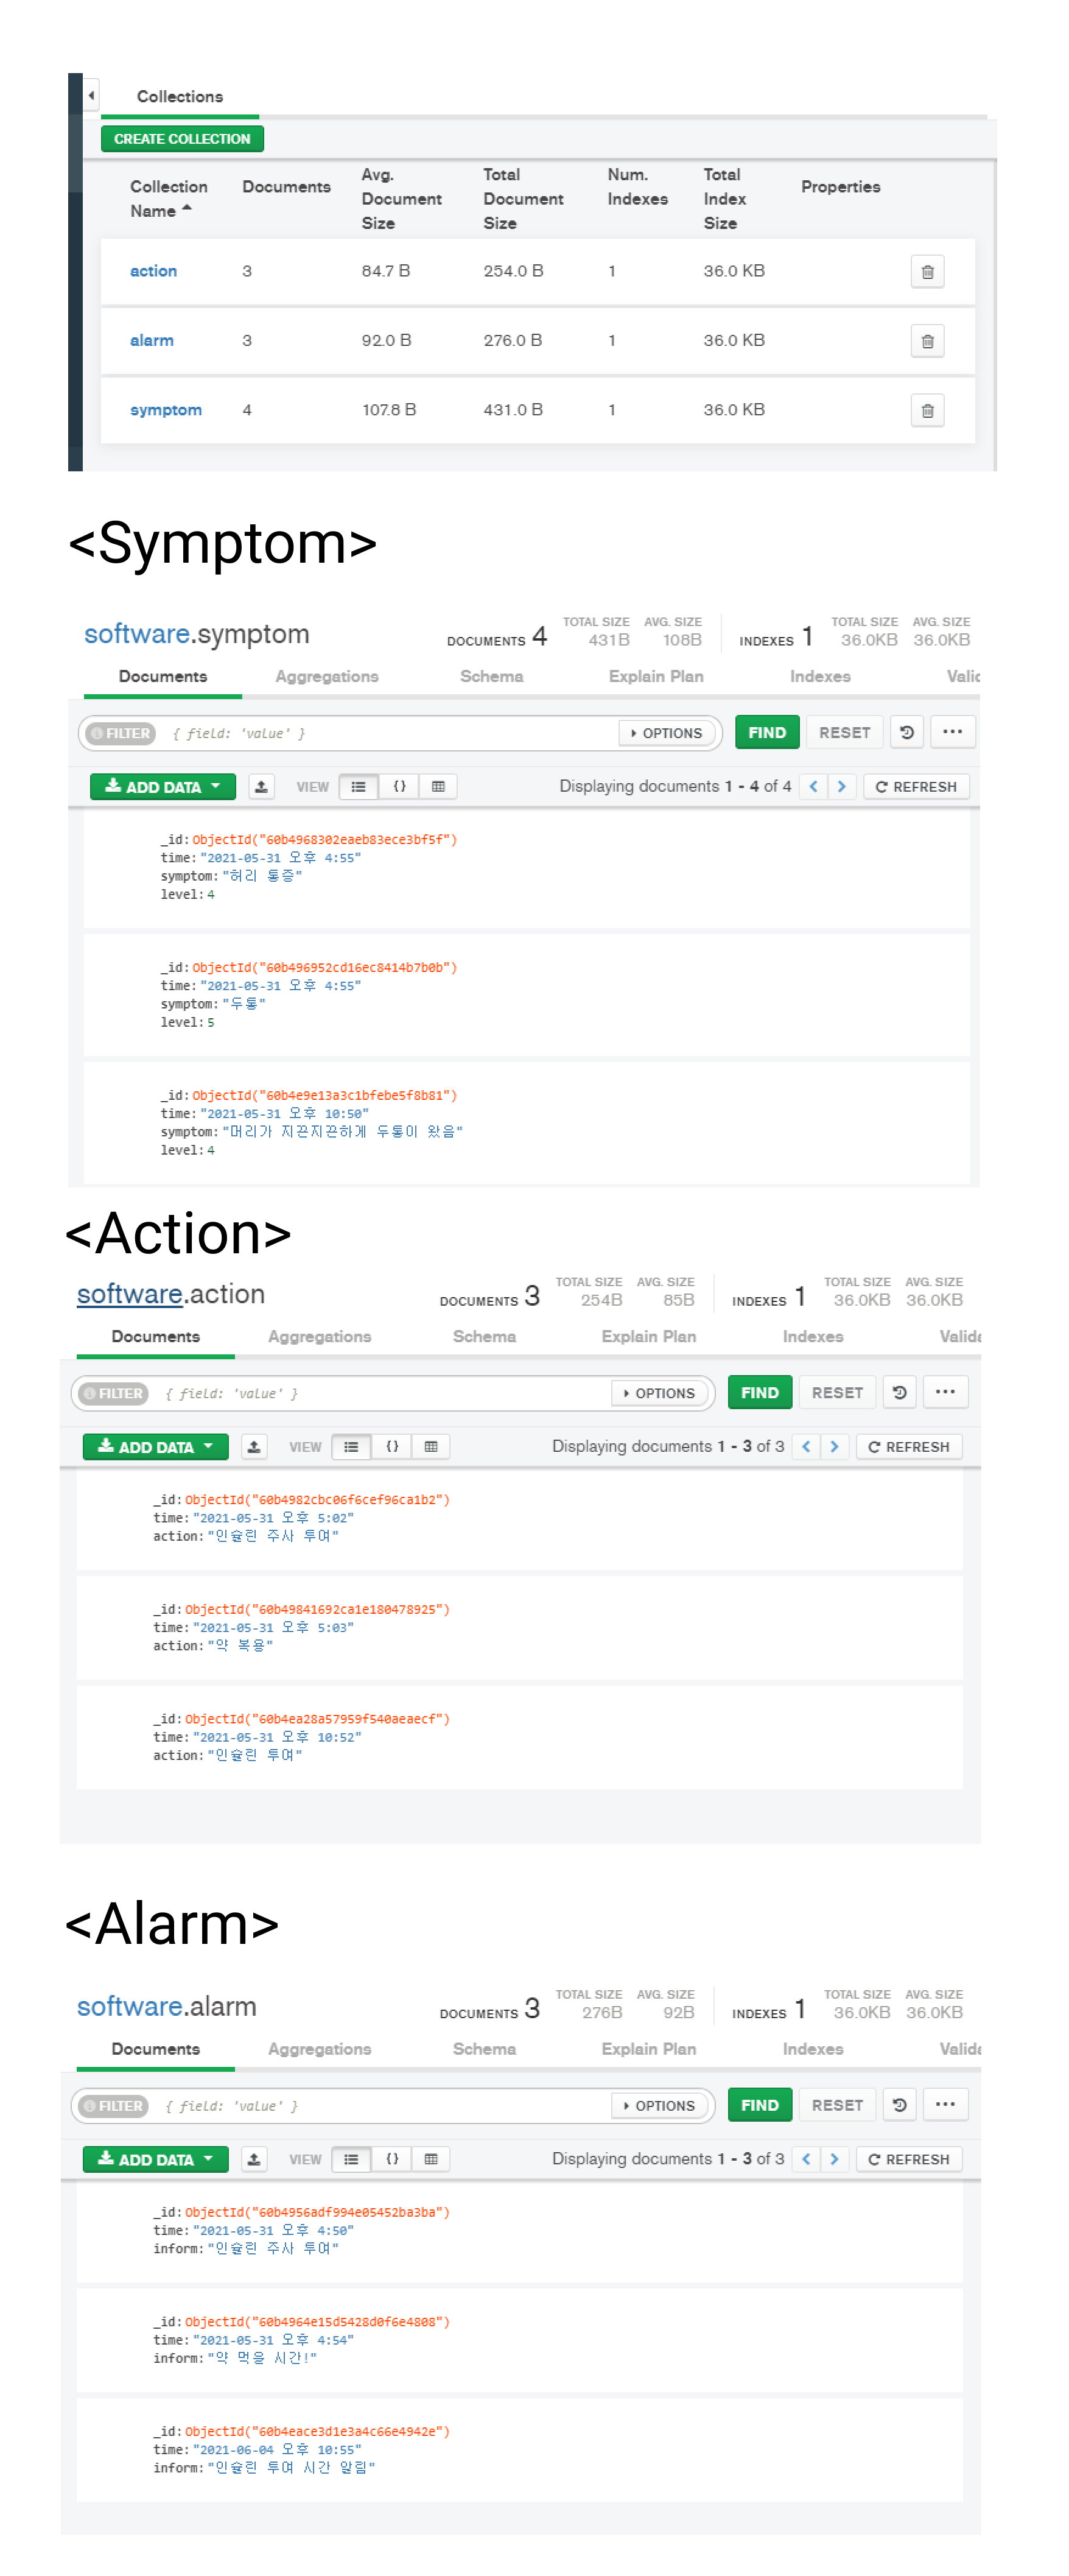 Collections
CREATE COLLECTION
Collection Name Documents Avg. Document Size Total Document Size Num. Indexes Total Index Size Properties
action 3 84.7 B 254.0 B 1 36.0 KB
alarm 3 92.0 B 276.0 B 1 36.0 KB
symptom 4 107.8 B 431.0 B 1 36.0 KB
<Symptom>
software.symptom DOCUMENTS 4 TOTAL SIZE 431B AVG. SIZE 108B INDEXES 1 TOTAL SIZE 36.0KB AVG. SIZE 36.0KB
Documents Aggregations Schema Explain Plan Indexes Valid
FILTER { field: 'value' } OPTIONS FIND RESET ...
ADD DATA VIEW {} Displaying documents 1 - 4 of 4 < > REFRESH
_id: ObjectId("60b4968302eaeb83ece3bf5f")
time: "2021-05-31 오후 4:55"
symptom: "허리 통증"
level: 4
_id: ObjectId("60b496952cd16ec8414b7b0b")
time: "2021-05-31 오후 4:55"
symptom: "두통"
level: 5
_id: ObjectId("60b4e9e13a3c1bfebe5f8b81")
time: "2021-05-31 오후 10:50"
symptom: "머리가 지끈지끈하게 두통이 왔음"
level: 4
<Action>
software.action DOCUMENTS 3 TOTAL SIZE 254B AVG. SIZE 85B INDEXES 1 TOTAL SIZE 36.0KB AVG. SIZE 36.0KB
Documents Aggregations Schema Explain Plan Indexes Valida
FILTER { field: 'value' } OPTIONS FIND RESET ...
ADD DATA VIEW {} Displaying documents 1 - 3 of 3 < > REFRESH
_id: ObjectId("60b4982cbc06f6cef96ca1b2")
time: "2021-05-31 오후 5:02"
action: "인슐린 주사 투여"
_id: ObjectId("60b49841692ca1e180478925")
time: "2021-05-31 오후 5:03"
action: "약 복용"
_id: ObjectId("60b4ea28a57959f540aeaecf")
time: "2021-05-31 오후 10:52"
action: "인슐린 투여"
<Alarm>
software.alarm DOCUMENTS 3 TOTAL SIZE 276B AVG. SIZE 92B INDEXES 1 TOTAL SIZE 36.0KB AVG. SIZE 36.0KB
Documents Aggregations Schema Explain Plan Indexes Valida
FILTER { field: 'value' } OPTIONS FIND RESET ...
ADD DATA VIEW {} Displaying documents 1 - 3 of 3 < > REFRESH
_id: ObjectId("60b4956adf994e05452ba3ba")
time: "2021-05-31 오후 4:50"
inform: "인슐린 주사 투여"
_id: ObjectId("60b4964e15d5428d0f6e4808")
time: "2021-05-31 오후 4:54"
inform: "약 먹을 시간!"
_id: ObjectId("60b4eace3d1e3a4c66e4942e")
time: "2021-06-04 오후 10:55"
inform: "인슐린 투여 시간 알림"